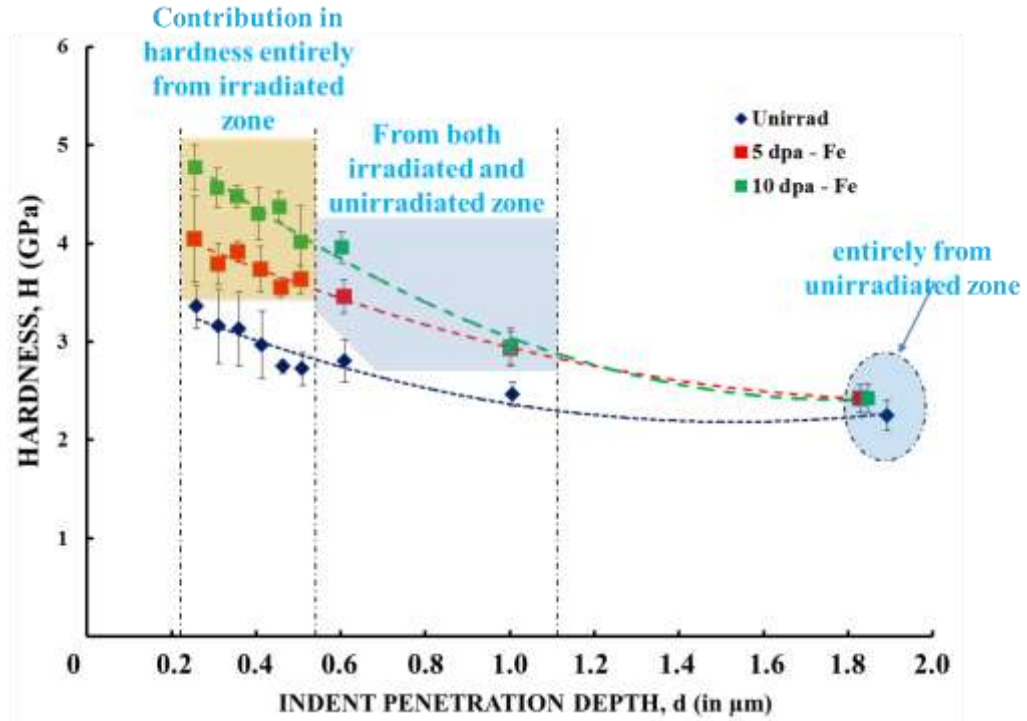 Contribution in
hardness entirely
from irradiated
zone
From both
irradiated and
unirradiated zone
Unirrad
5 dpa - Fe
10 dpa - Fe
entirely from
unirradiated zone
HARDNESS, H (GPa)
6
5
4
3
2
1
0 0.2 0.4 0.6 0.8 1.0 1.2 1.4 1.6 1.8 2.0
INDENT PENETRATION DEPTH, d (in μm)